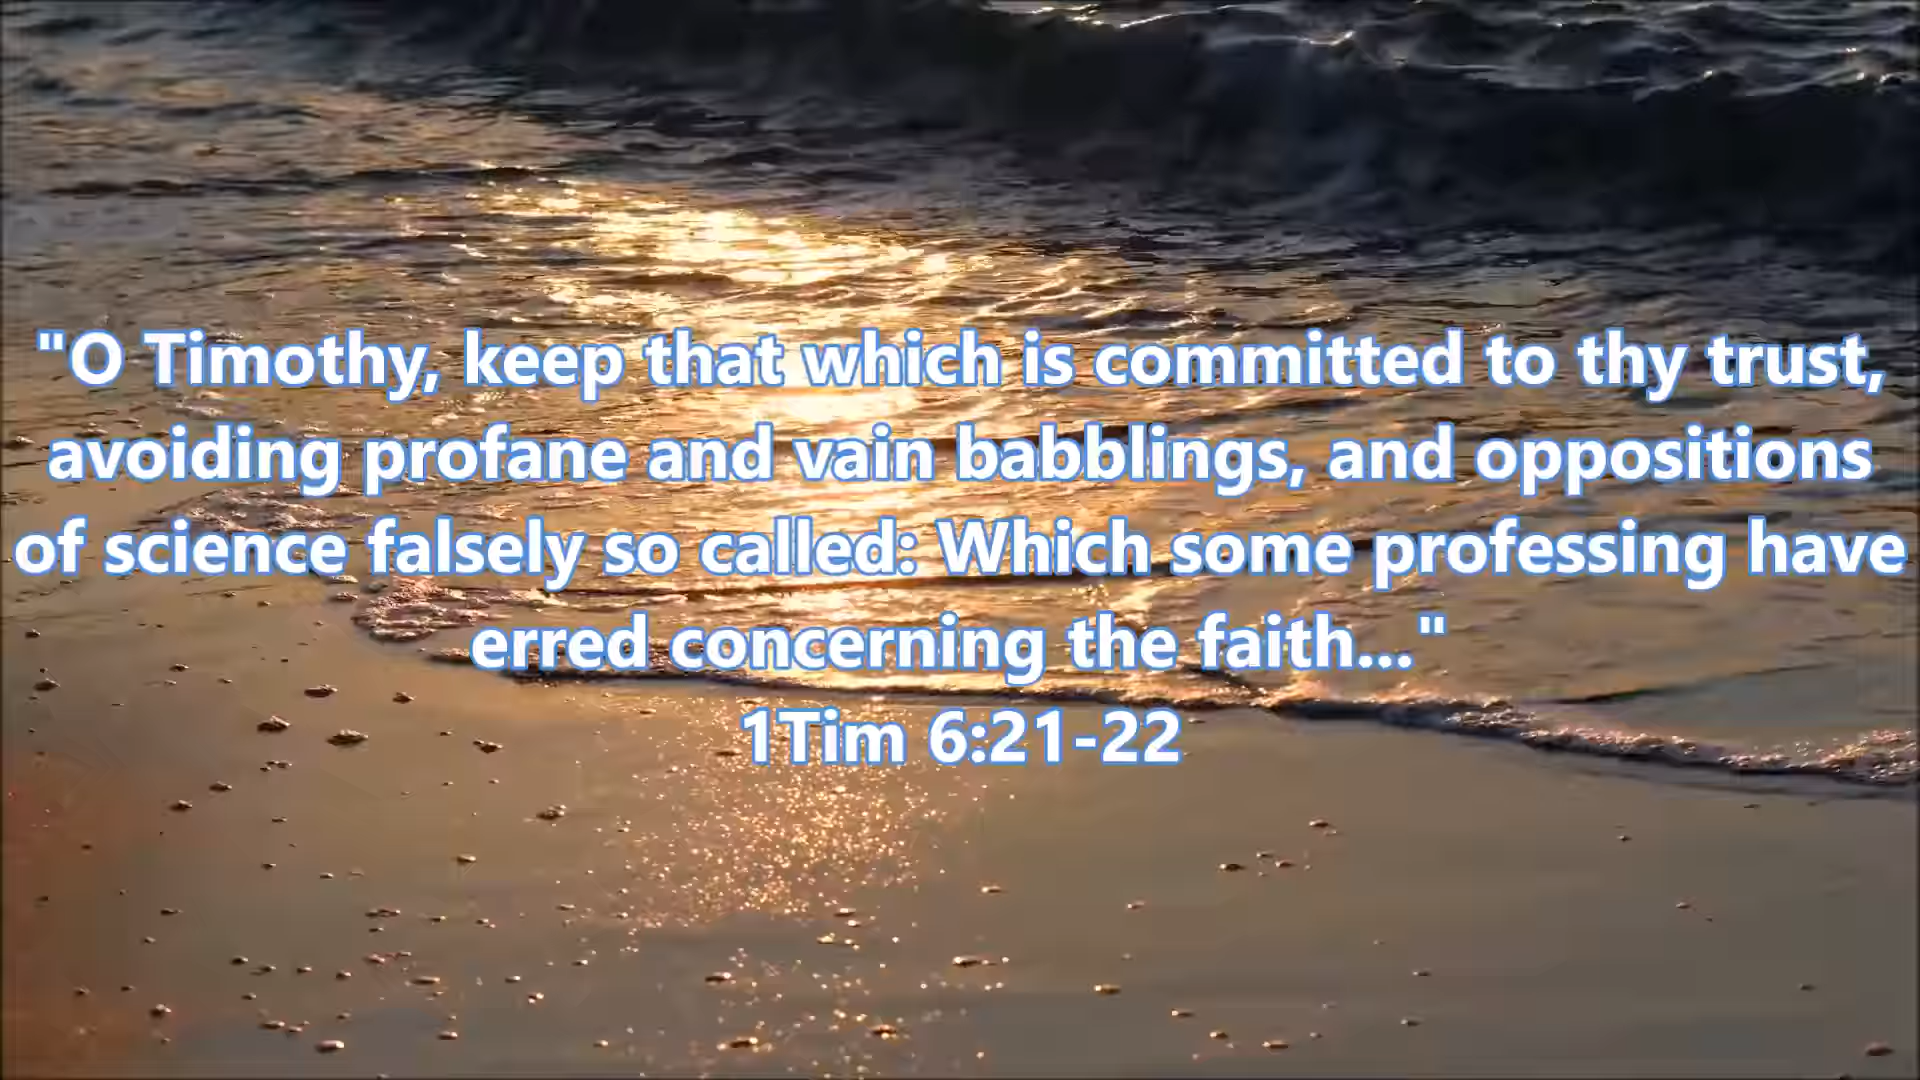 "O Timothy, keep that which is committed to thy trust,
avoiding profane and vain babblings, and oppositions
of science falsely so called: Which some professing have
erred concerning the faith..."
1Tim 6:21-22